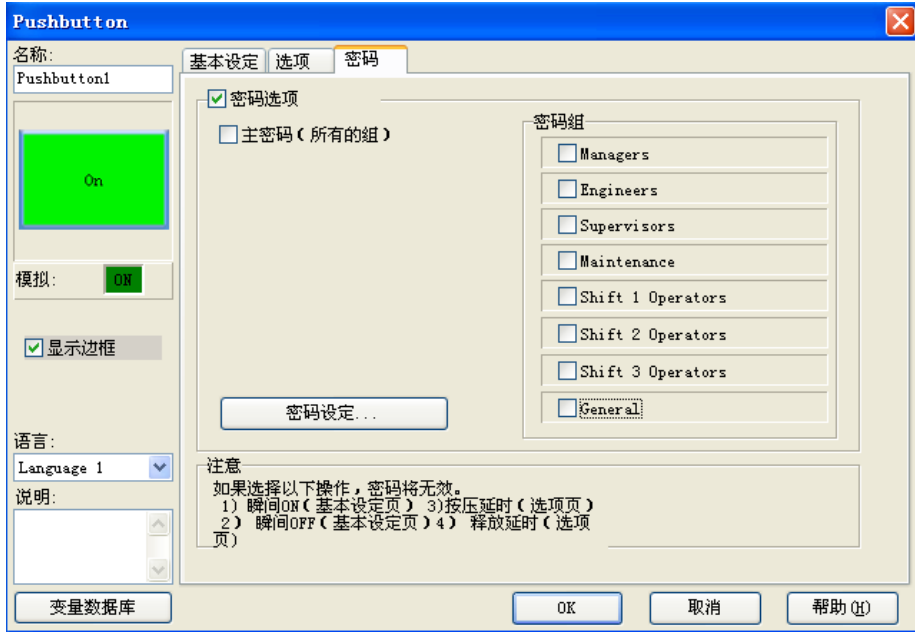 Pushbutton
名称:
Pushbutton1
On
模拟:
ON
显示边框
语言:
Language 1
说明:
变量数据库
基本设定
选项
密码
密码选项
主密码(所有的组)
密码组
Managers
Engineers
Supervisors
Maintenance
Shift 1 Operators
Shift 2 Operators
Shift 3 Operators
General
密码设定...
注意
如果选择以下操作,密码将无效。
1) 瞬间ON(基本设定页) 3)按压延时(选项页)
2) 瞬间OFF(基本设定页)4) 释放延时(选项
页)
OK
取消
帮助(H)